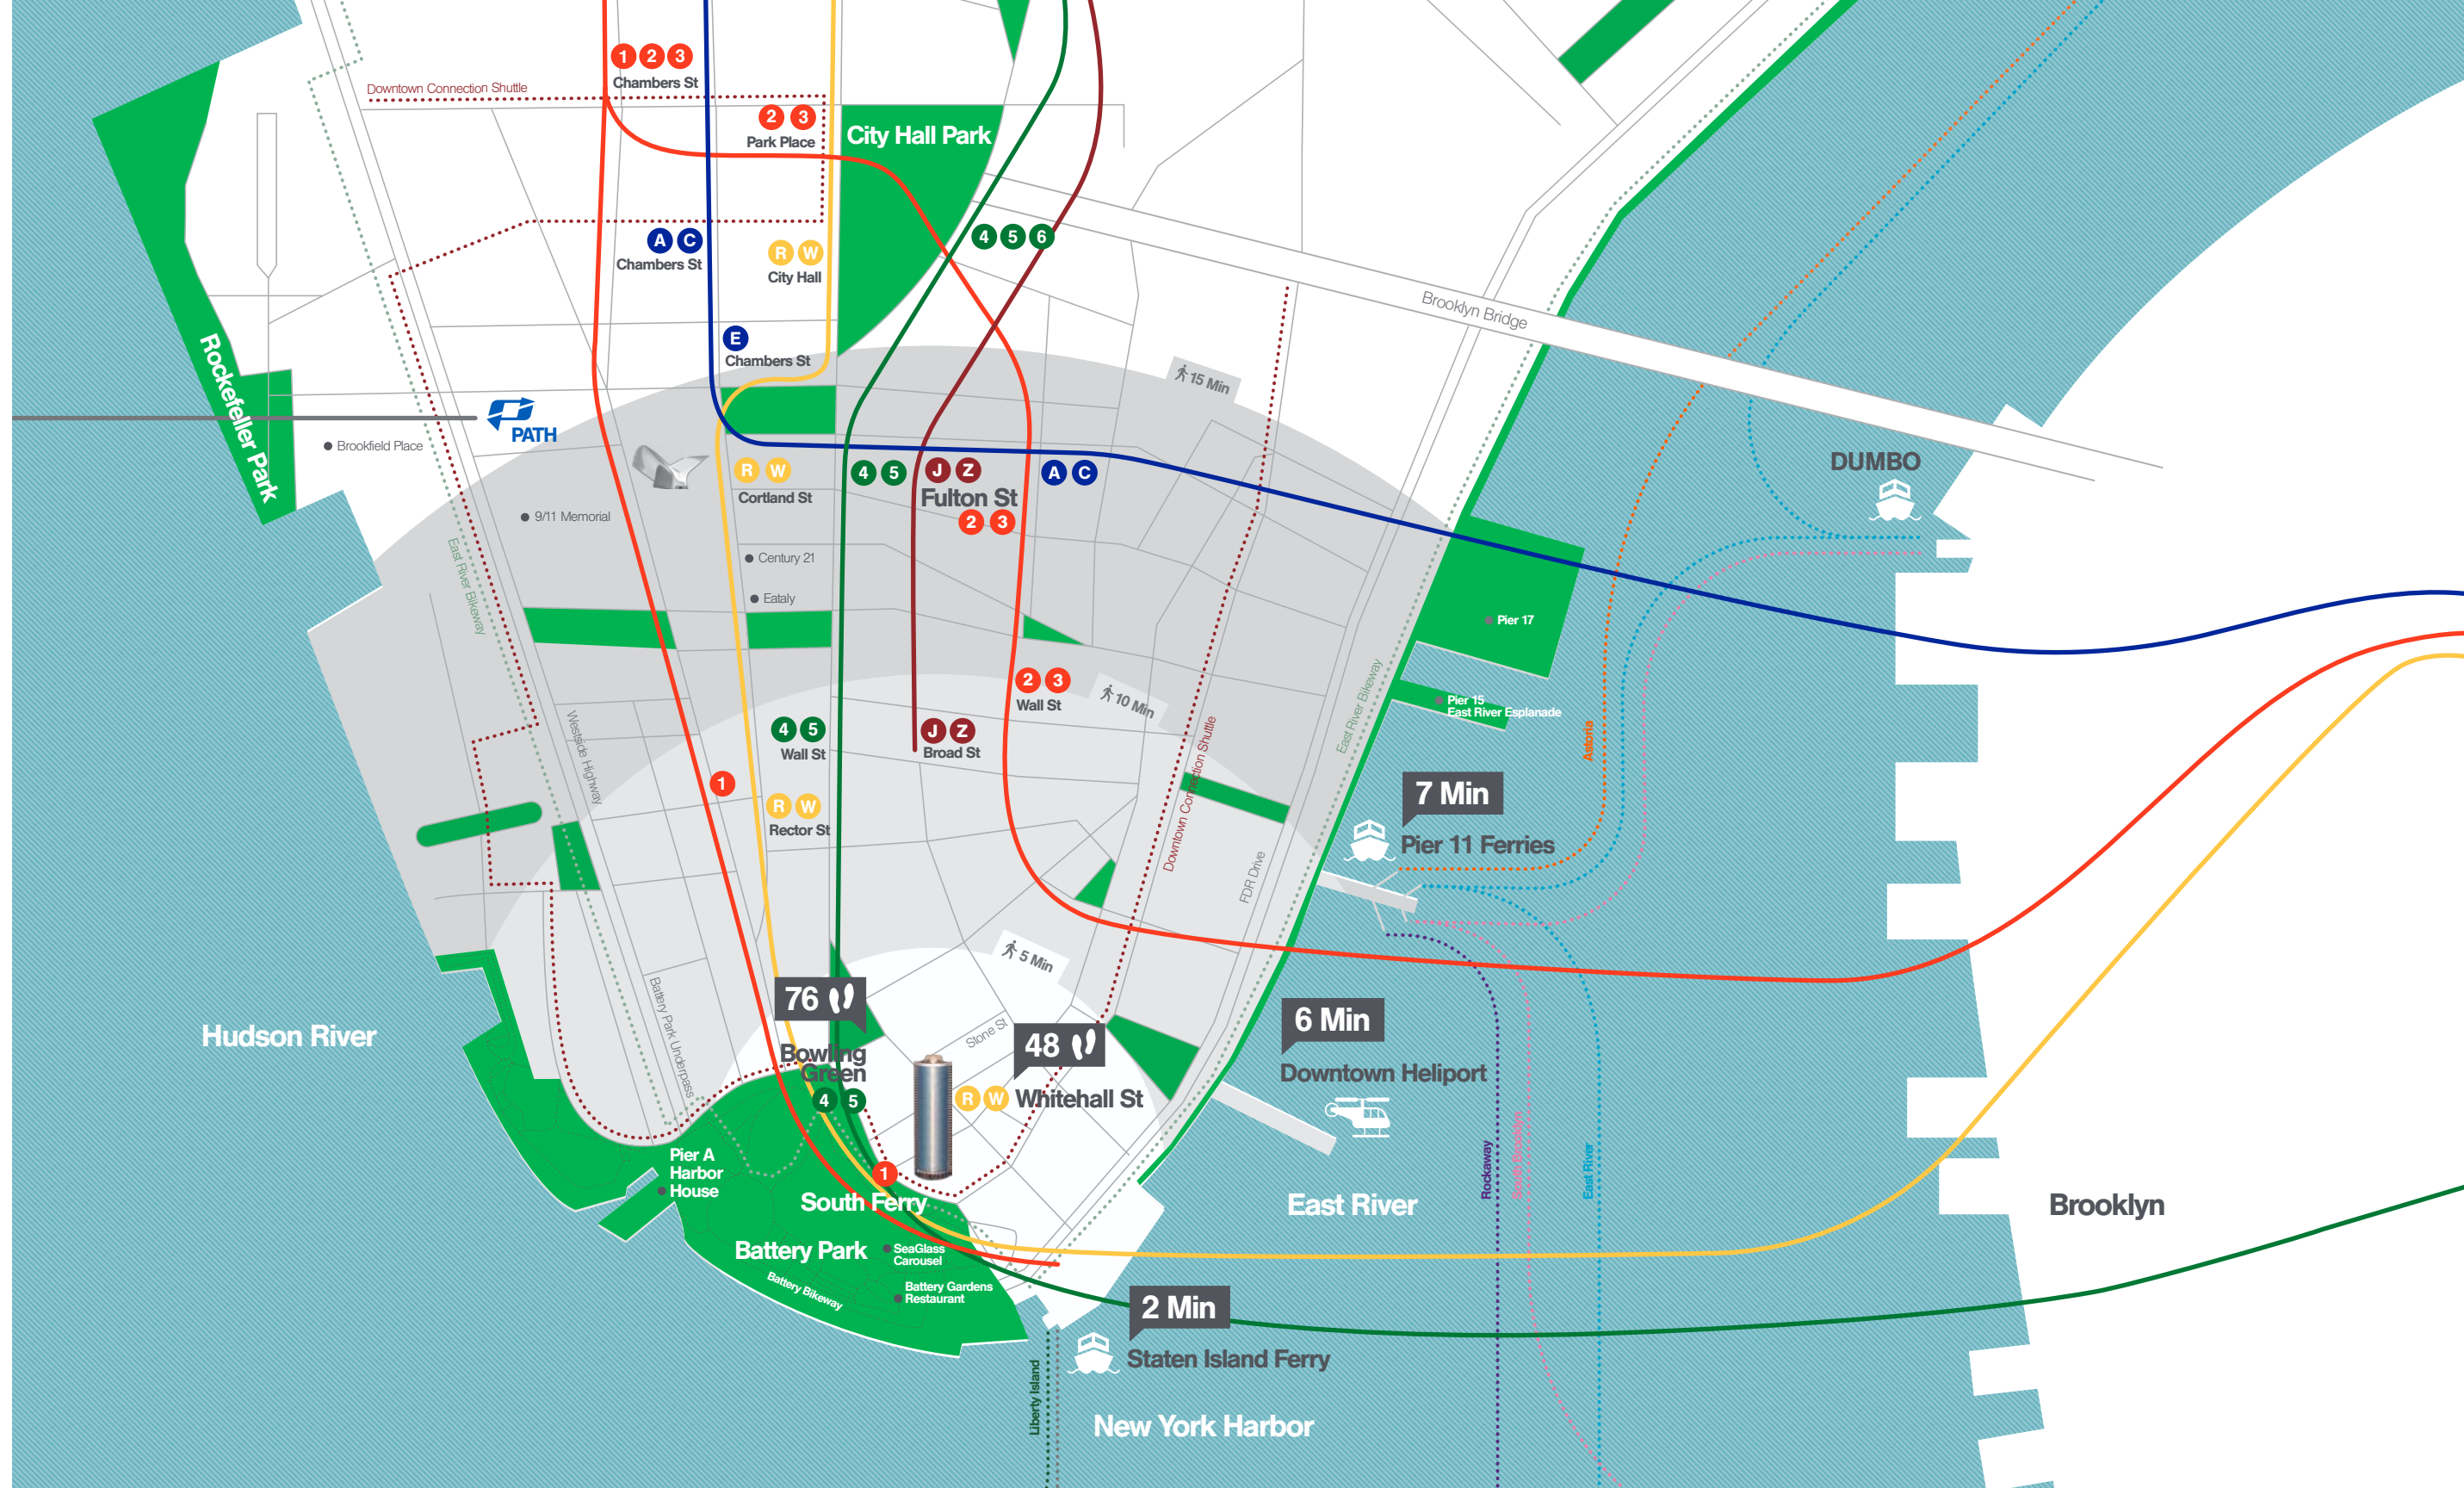 1 2 3
Chambers St
Downtown Connection Shuttle
2 3
Park Place
City Hall Park
A C
Chambers St
R W
City Hall
4 5 6
Brooklyn Bridge
E
Chambers St
15 Min
Rockefeller Park
PATH
Brookfield Place
DUMBO
R W
Cortland St
4 5
J Z
Fulton St
2 3
A C
9/11 Memorial
East River Bikeway
Century 21
Eataly
Pier 17
2 3
Wall St
10 Min
East River Bikeway
Pier 15
East River Esplanade
4 5
Wall St
J Z
Broad St
Westside Highway
Downtown Connection Shuttle
Astoria
1
R W
Rector St
7 Min
Pier 11 Ferries
FDR Drive
5 Min
76
Battery Park Underpass
Stone St
48
Hudson River
6 Min
Downtown Heliport
Bowling
Green
4 5
R W
Whitehall St
Pier A
Harbor
House
1
South Ferry
Rockaway
South Brooklyn
East River
East River
Brooklyn
Battery Park
SeaGlass
Carousel
Battery Bikeway
Battery Gardens
Restaurant
2 Min
Staten Island Ferry
Liberty Island
New York Harbor